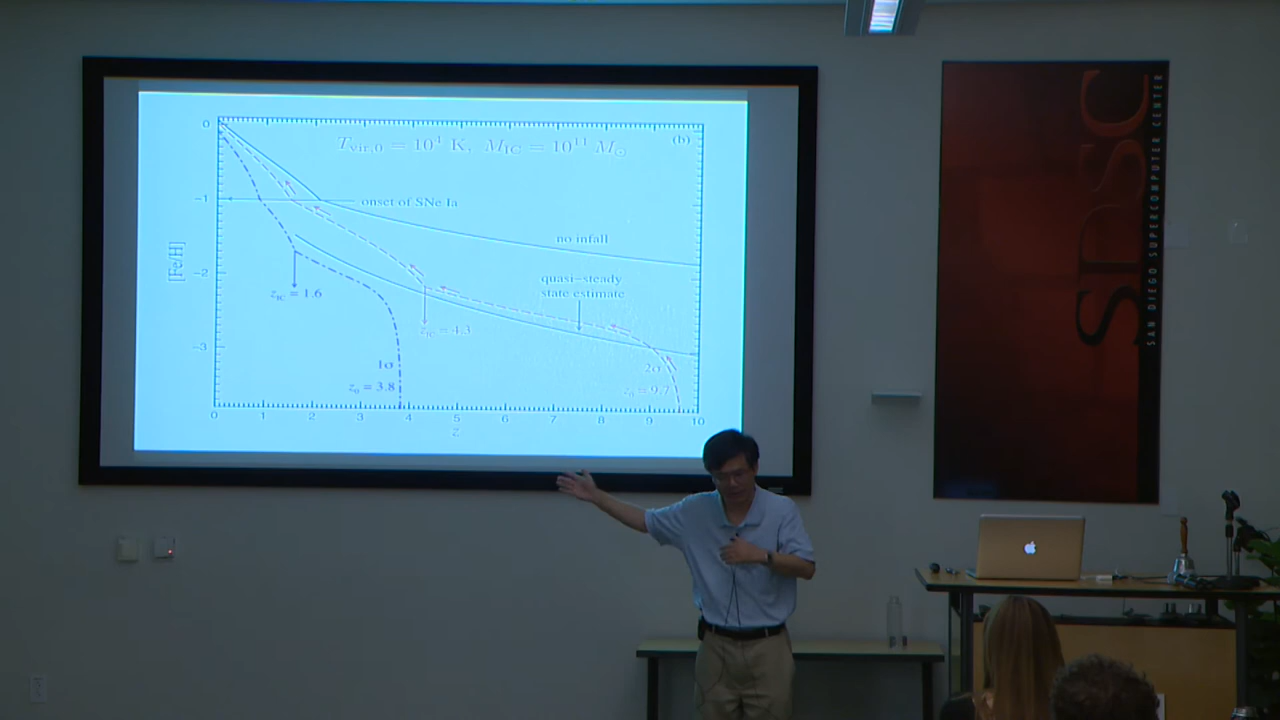 T_vir,0 = 10^4 K, M_IC = 10^11 M_⊙
(b)
0
-1
-2
-3
[Fe/H]
onset of SNe Ia
no infall
quasi-steady
state estimate
z_IC = 1.6
z_IC = 4.3
1σ
z_0 = 3.8
2σ
z_0 = 9.7
0 1 2 3 4 5 6 7 8 9 10
z
SDSC
SAN DIEGO SUPERCOMPUTER CENTER